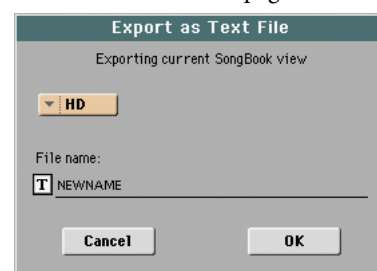 Export as Text File
Exporting current SongBook view
HD
File name:
T NEWNAME
Cancel OK